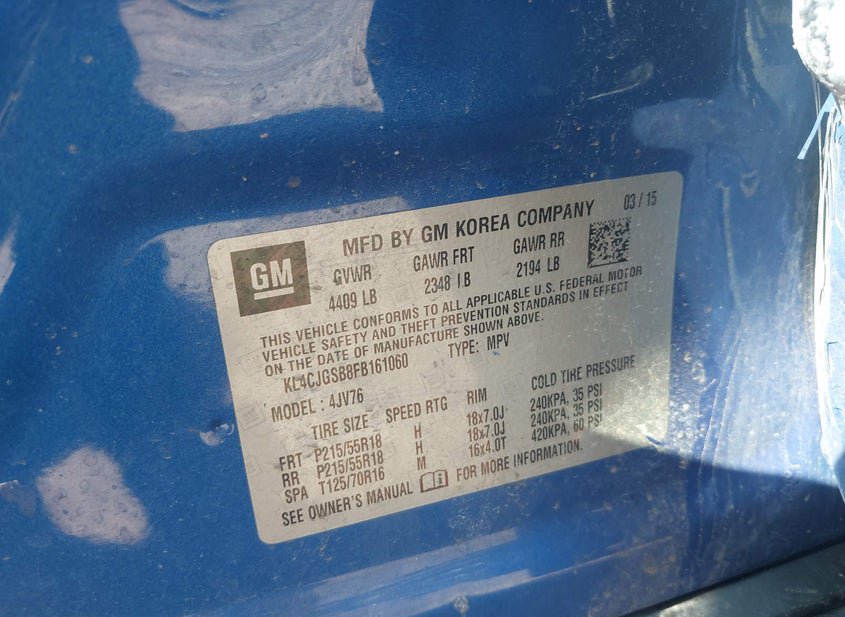 GM
MFD BY GM KOREA COMPANY 03 / 15
GVWR GAWR FRT GAWR RR
4409 LB 2348 LB 2194 LB
THIS VEHICLE CONFORMS TO ALL APPLICABLE U.S. FEDERAL MOTOR
VEHICLE SAFETY AND THEFT PREVENTION STANDARDS IN EFFECT
ON THE DATE OF MANUFACTURE SHOWN ABOVE.
KL4CJGSB8FB161060 TYPE: MPV
MODEL : 4JV76
TIRE SIZE SPEED RTG RIM COLD TIRE PRESSURE
FRT P215/55R18 H 18x7.0J 240KPA, 35 PSI
RR P215/55R18 H 18x7.0J 240KPA, 35 PSI
SPA T125/70R16 M 16x4.0T 420KPA, 60 PSI
SEE OWNER'S MANUAL FOR MORE INFORMATION.